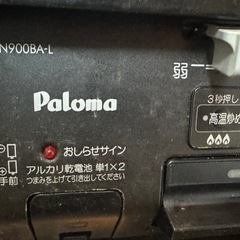 N900BA-L
弱
Paloma
3秒押し
高温炒め
おしらせサイン
アルカリ乾電池 単1×2
手前
つまみを上げて引き出してください